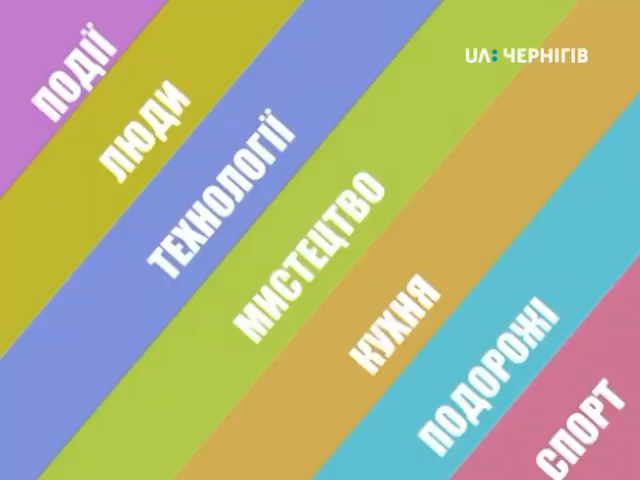 UA: ЧЕРНІГІВ
ПОДІЇ
ЛЮДИ
ТЕХНОЛОГІЇ
МИСТЕЦТВО
КУХНЯ
ПОДОРОЖІ
СПОРТ